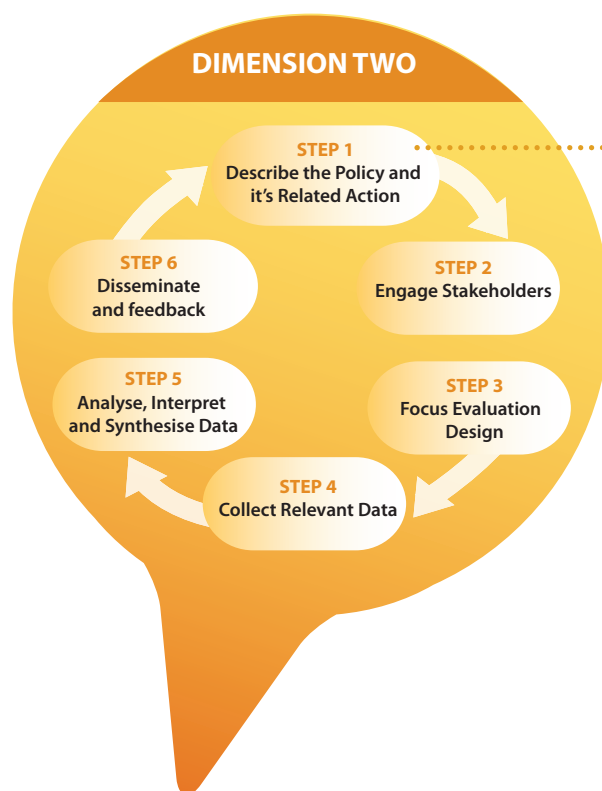 DIMENSION TWO
STEP 1
Describe the Policy and
it's Related Action
STEP 2
Engage Stakeholders
STEP 3
Focus Evaluation
Design
STEP 4
Collect Relevant Data
STEP 5
Analyse, Interpret
and Synthesise Data
STEP 6
Disseminate
and feedback